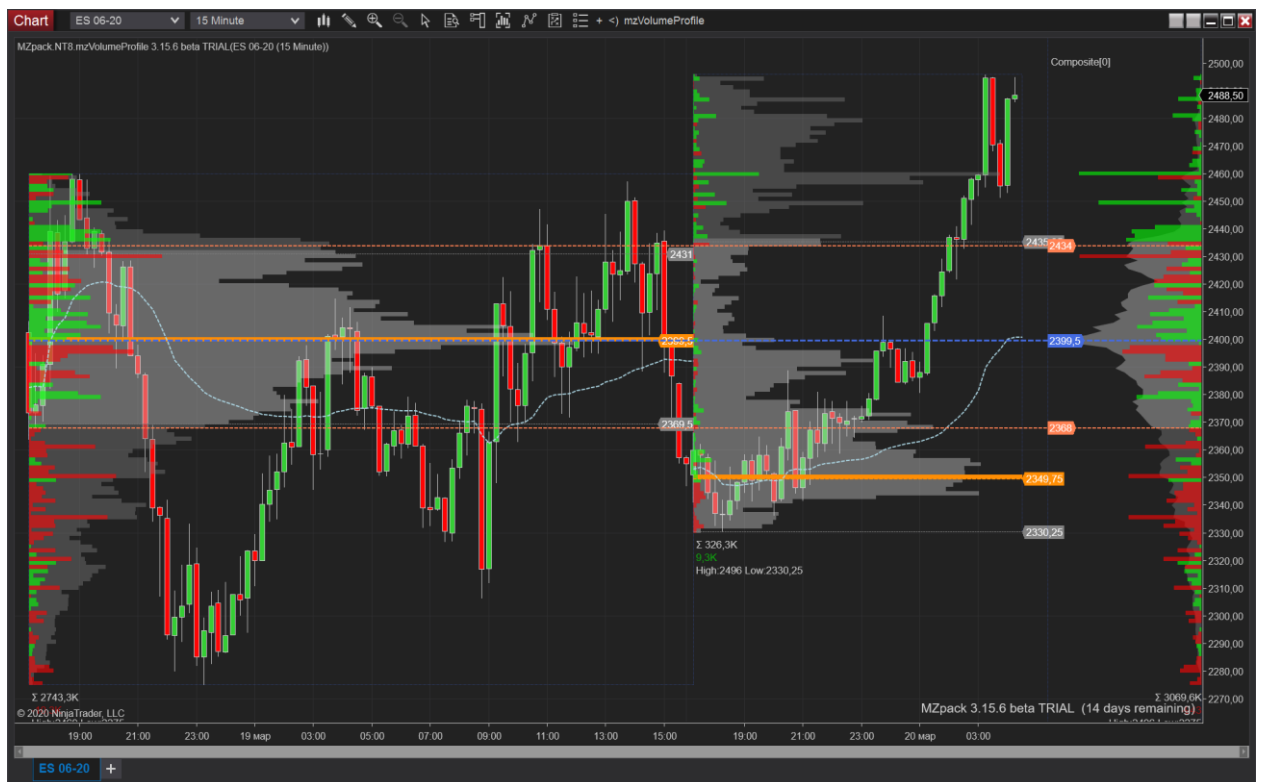 Chart ES 06-20 15 Minute + <) mzVolumeProfile
MZpack.NT8.mzVolumeProfile 3.15.6 beta TRIAL(ES 06-20 (15 Minute))
Composite[0]
2500,00
2488,50
2480,00
2470,00
2460,00
2450,00
2440,00
2434
2431
2430,00
2420,00
2410,00
2400,00
2399,5
2390,00
2380,00
2370,00
2369,5
2368
2360,00
2350,00
2349,75
2340,00
2330,25
2330,00
2320,00
2310,00
2300,00
2290,00
2280,00
2270,00
Σ 326,3K
9,3K
High:2496 Low:2330,25
Σ 2743,3K
Σ 3069,6K
© 2020 NinjaTrader, LLC
MZpack 3.15.6 beta TRIAL (14 days remaining)
19:00 21:00 23:00 19 мар 03:00 05:00 07:00 09:00 11:00 13:00 15:00 19:00 21:00 23:00 20 мар 03:00
ES 06-20 +